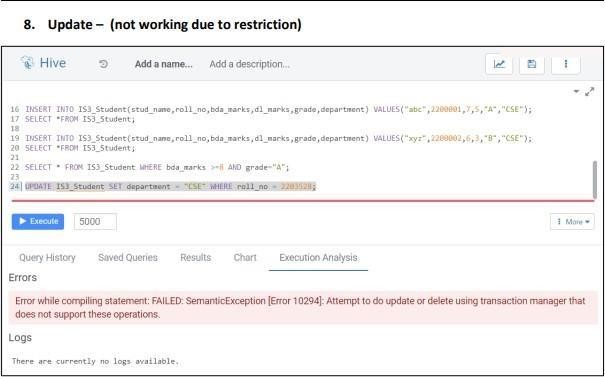 8. Update – (not working due to restriction)
Hive Add a name... Add a description...
16 INSERT INTO IS3_Student(stud_name,roll_no,bda_marks,dl_marks,grade,department) VALUES("abc",2200001,7,5,"A","CSE");
17 SELECT *FROM IS3_Student;
18
19 INSERT INTO IS3_Student(stud_name,roll_no,bda_marks,dl_marks,grade,department) VALUES("xyz",2200002,6,3,"B","CSE");
20 SELECT *FROM IS3_Student;
21
22 SELECT * FROM IS3_Student WHERE bda_marks >=8 AND grade="A";
23
24 UPDATE IS3_Student SET department = "CSE" WHERE roll_no = 2203528;
Execute 5000 More
Query History Saved Queries Results Chart Execution Analysis
Errors
Error while compiling statement: FAILED: SemanticException [Error 10294]: Attempt to do update or delete using transaction manager that
does not support these operations.
Logs
There are currently no logs available.